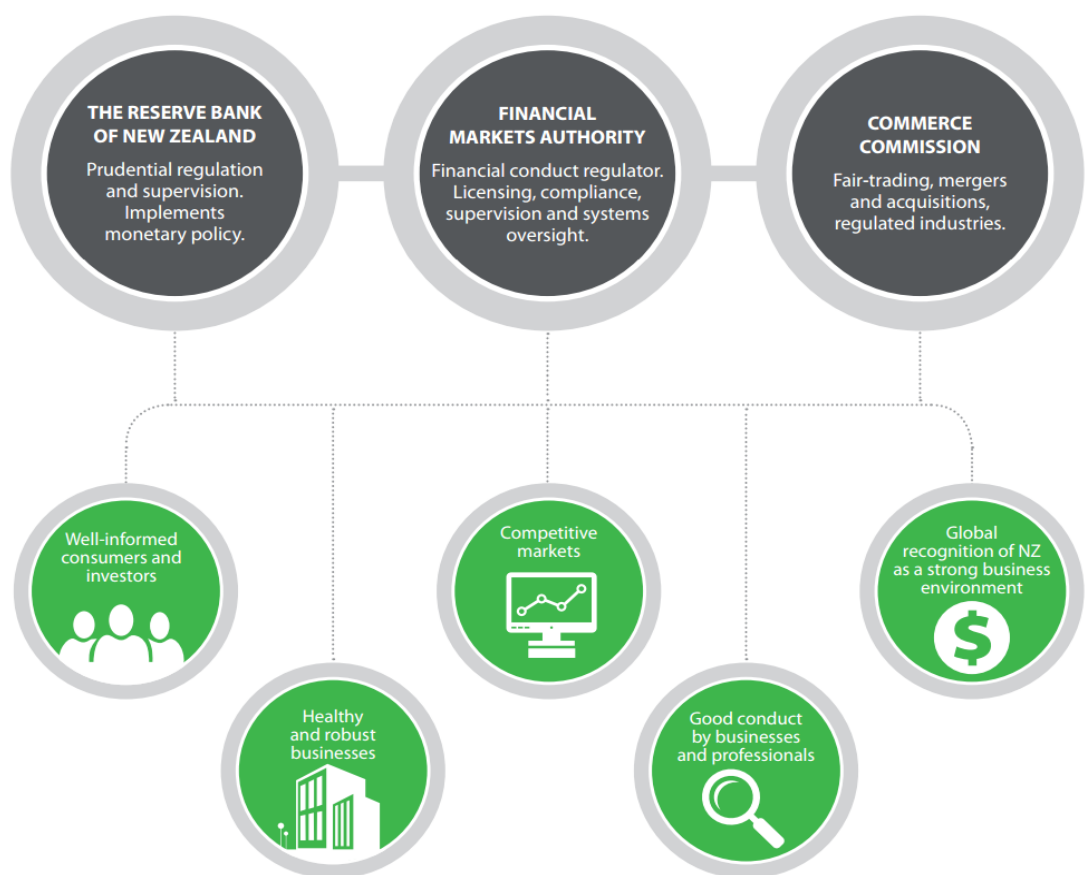 THE RESERVE BANK
OF NEW ZEALAND
Prudential regulation
and supervision.
Implements
monetary policy.
FINANCIAL
MARKETS AUTHORITY
Financial conduct regulator.
Licensing, compliance,
supervision and systems
oversight.
COMMERCE
COMMISSION
Fair-trading, mergers
and acquisitions,
regulated industries.
Well-informed
consumers and
investors
Competitive
markets
Global
recognition of NZ
as a strong business
environment
$
Healthy
and robust
businesses
Good conduct
by businesses
and professionals